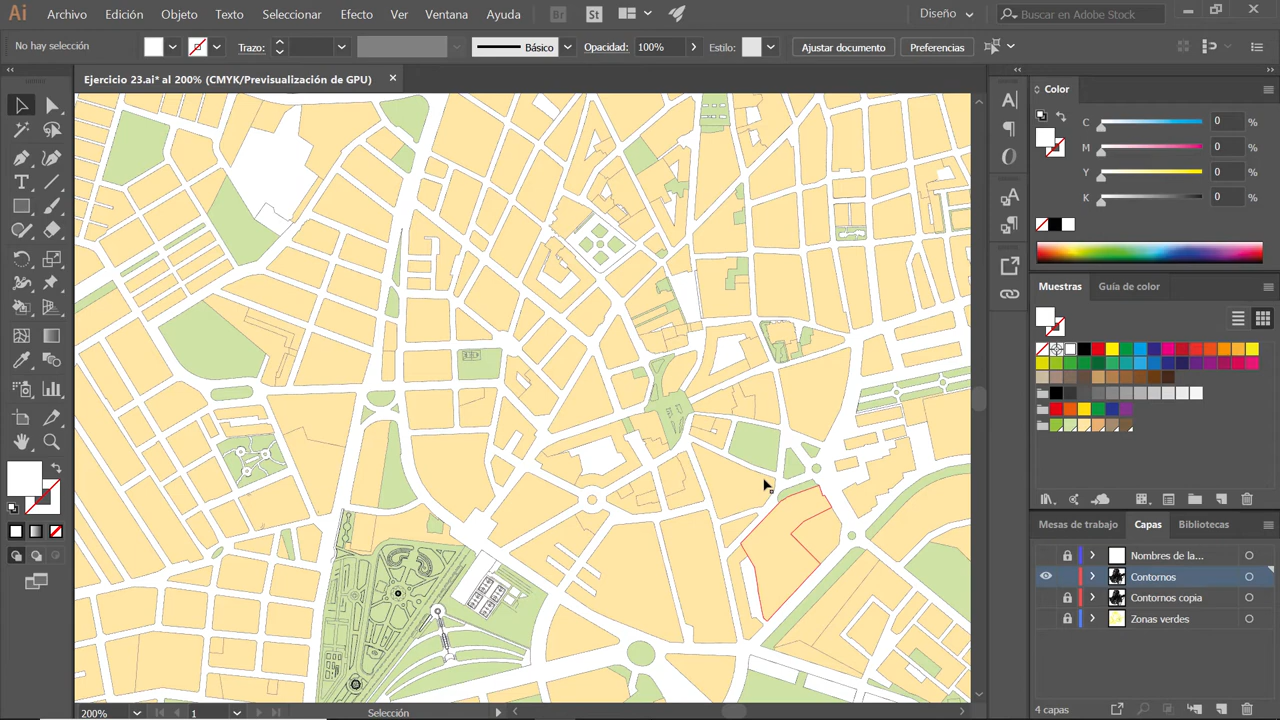 Ai Archivo Edición Objeto Texto Seleccionar Efecto Ver Ventana Ayuda Br St Diseño Buscar en Adobe Stock
No hay selección Trazo: Básico Opacidad: 100% Estilo: Ajustar documento Preferencias
Ejercicio 23.ai* al 200% (CMYK/Previsualización de GPU)
Color
C 0 %
M 0 %
Y 0 %
K 0 %
Muestras Guía de color
Mesas de trabajo Capas Bibliotecas
Nombres de la...
Contornos
Contornos copia
Zonas verdes
4 capas
200% 1 Selección